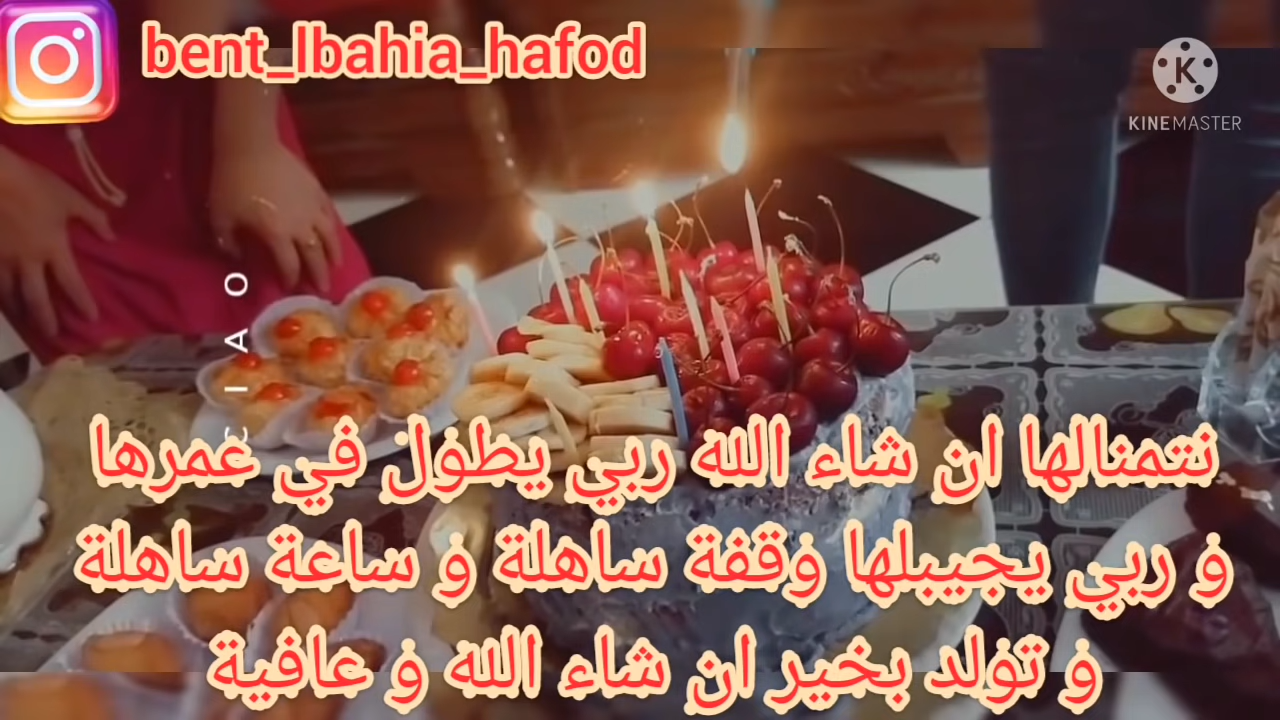 bent_lbahia_hafod
KINEMASTER
CIAO
نتمنالها ان شاء الله ربي يطول في عمرها
و ربي يجيبلها وقفة ساهلة و ساعة ساهلة
و تولد بخير ان شاء الله و عافية